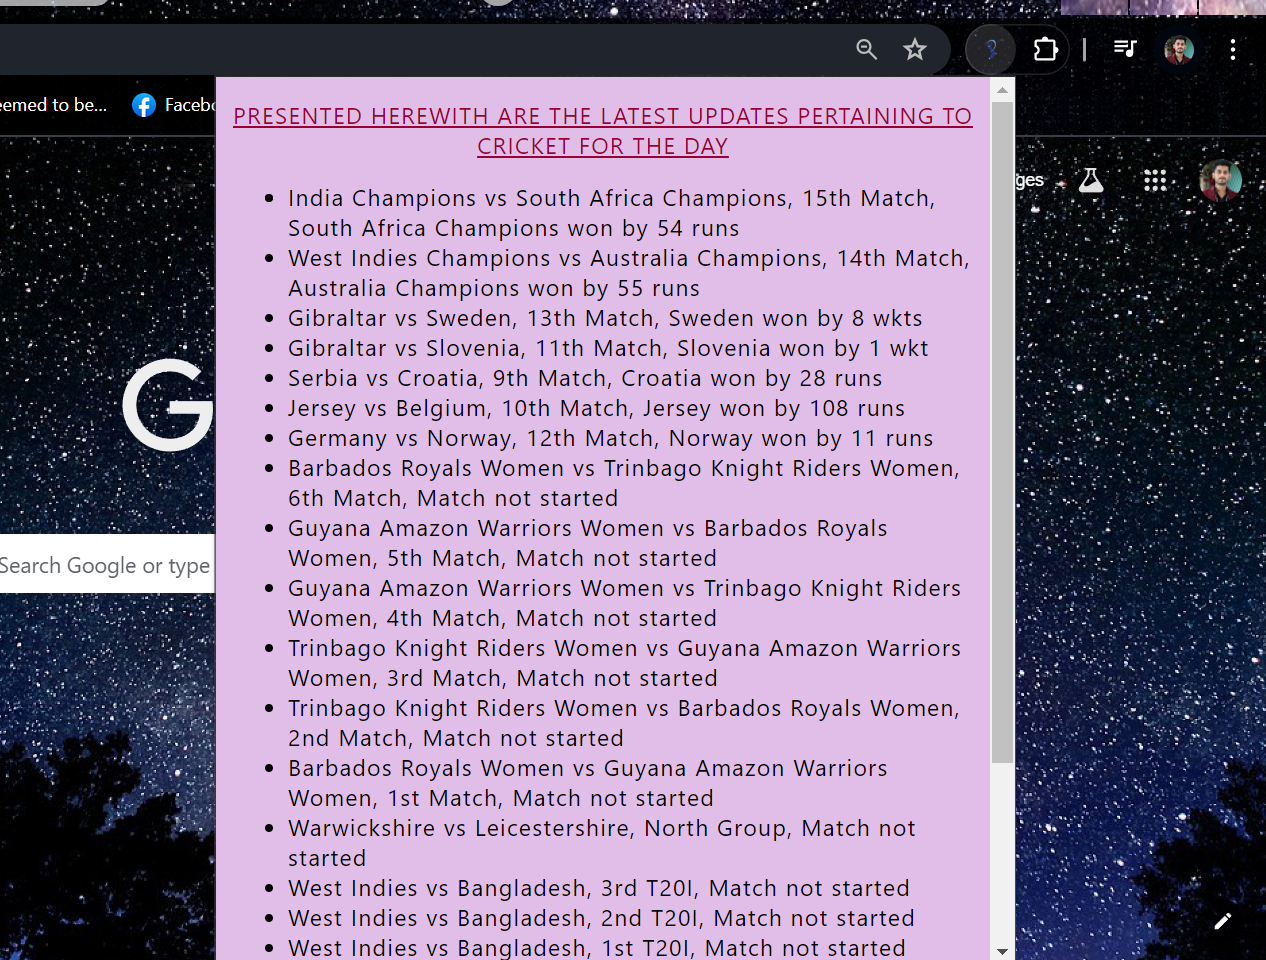 eemed to be...
Faceb
PRESENTED HEREWITH ARE THE LATEST UPDATES PERTAINING TO
CRICKET FOR THE DAY
ges
• India Champions vs South Africa Champions, 15th Match,
South Africa Champions won by 54 runs
• West Indies Champions vs Australia Champions, 14th Match,
Australia Champions won by 55 runs
• Gibraltar vs Sweden, 13th Match, Sweden won by 8 wkts
• Gibraltar vs Slovenia, 11th Match, Slovenia won by 1 wkt
• Serbia vs Croatia, 9th Match, Croatia won by 28 runs
• Jersey vs Belgium, 10th Match, Jersey won by 108 runs
G
• Germany vs Norway, 12th Match, Norway won by 11 runs
• Barbados Royals Women vs Trinbago Knight Riders Women,
6th Match, Match not started
• Guyana Amazon Warriors Women vs Barbados Royals
Women, 5th Match, Match not started
Search Google or type
• Guyana Amazon Warriors Women vs Trinbago Knight Riders
Women, 4th Match, Match not started
• Trinbago Knight Riders Women vs Guyana Amazon Warriors
Women, 3rd Match, Match not started
• Trinbago Knight Riders Women vs Barbados Royals Women,
2nd Match, Match not started
• Barbados Royals Women vs Guyana Amazon Warriors
Women, 1st Match, Match not started
• Warwickshire vs Leicestershire, North Group, Match not
started
• West Indies vs Bangladesh, 3rd T20I, Match not started
• West Indies vs Bangladesh, 2nd T20I, Match not started
• West Indies vs Bangladesh, 1st T20I, Match not started